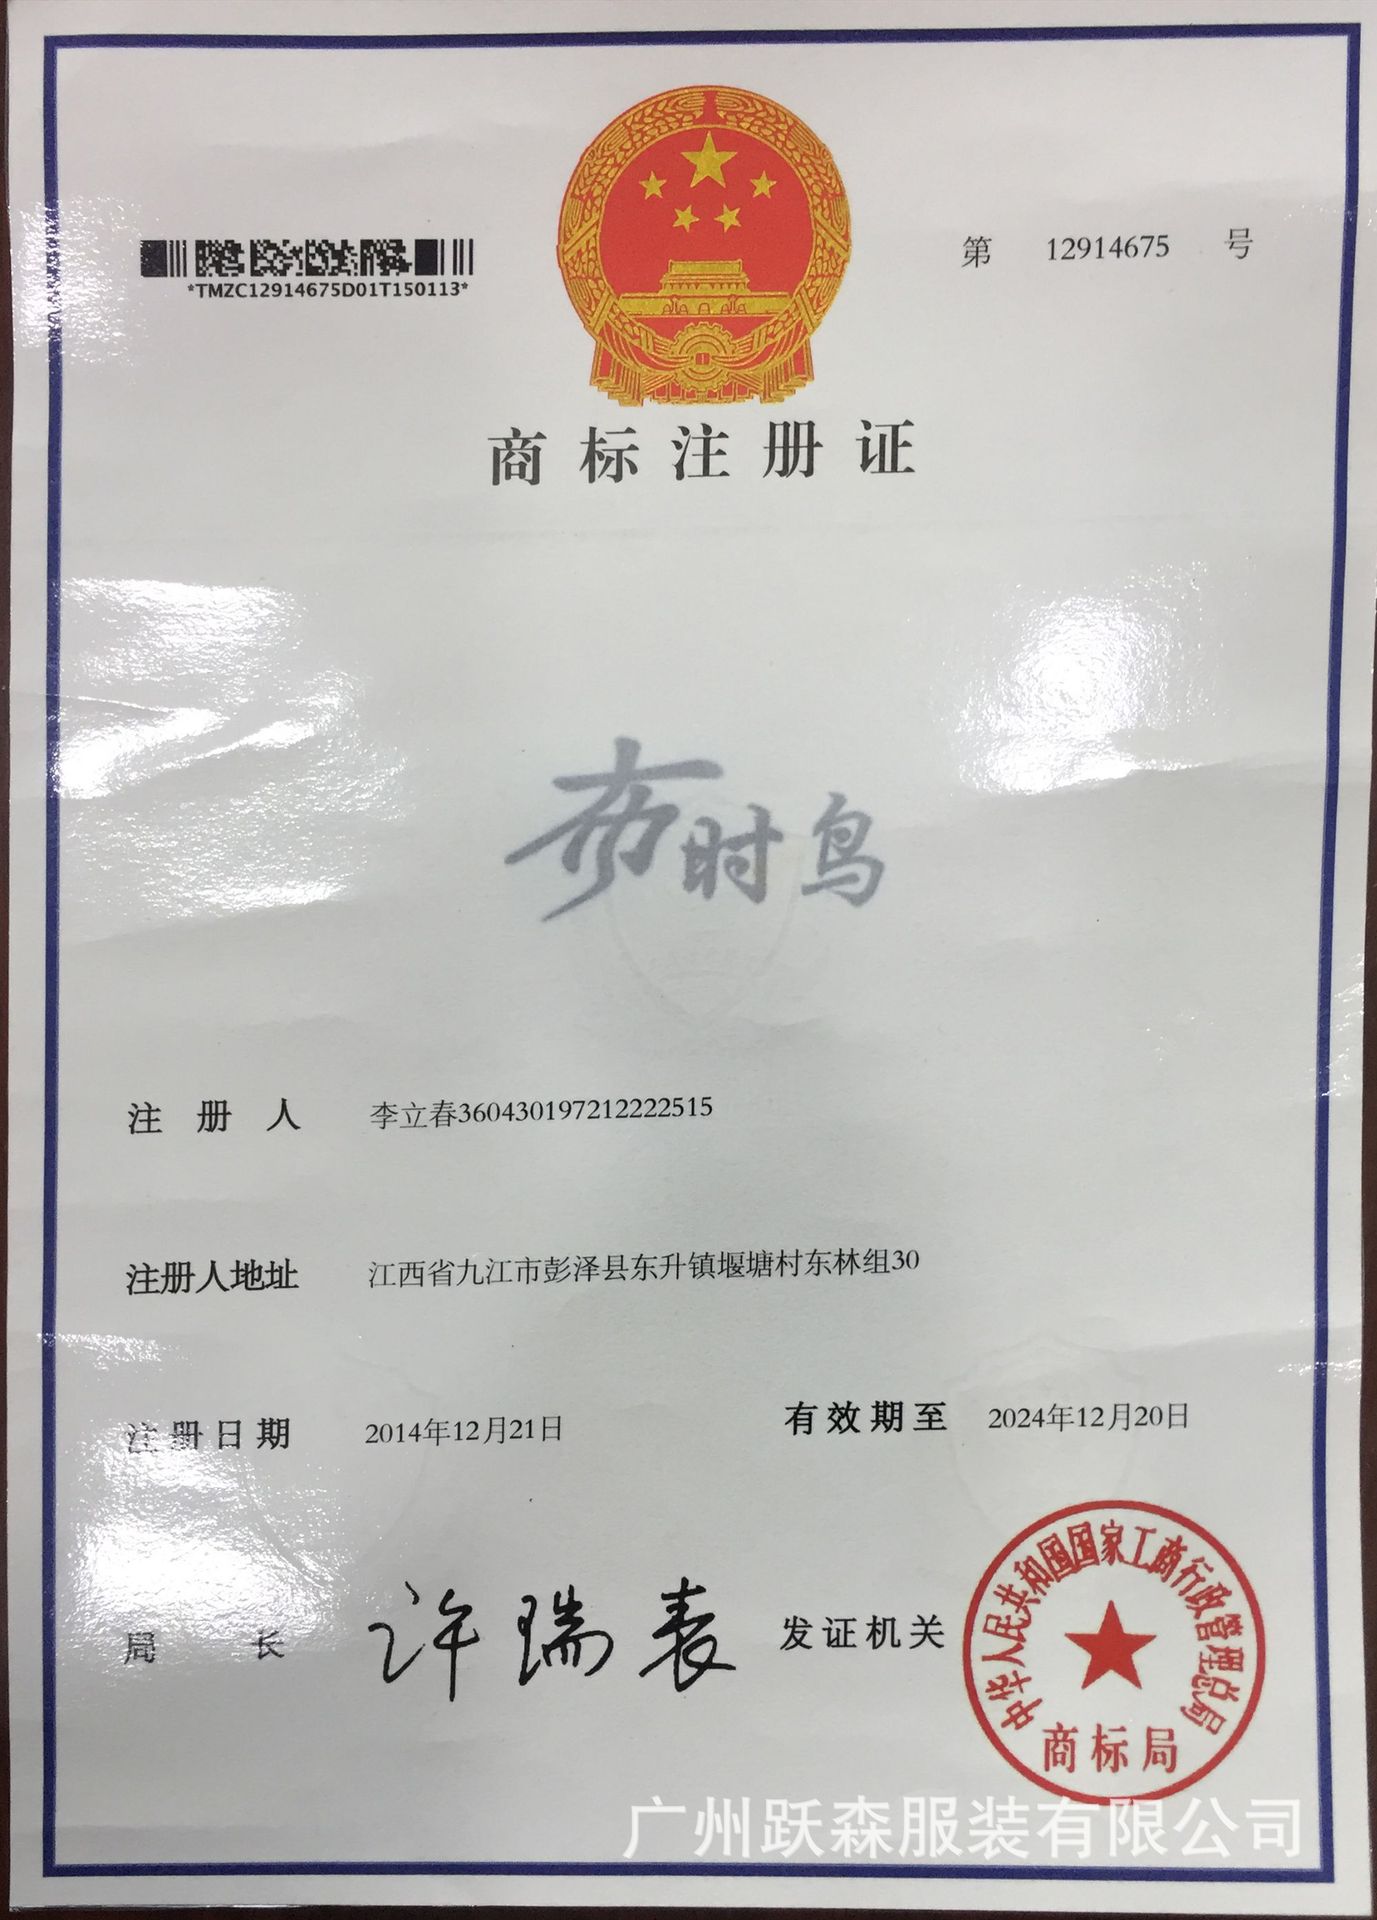 *TMZC12914675D01T150113*
第 12914675 号
商标注册证
布时鸟
注册人 李立春360430197212222515
注册人地址 江西省九江市彭泽县东升镇堰塘村东林组30
注册日期 2014年12月21日 有效期至 2024年12月20日
局长 许瑞表 发证机关
中华人民共和国国家工商行政管理总局
商标局
广州跃森服装有限公司